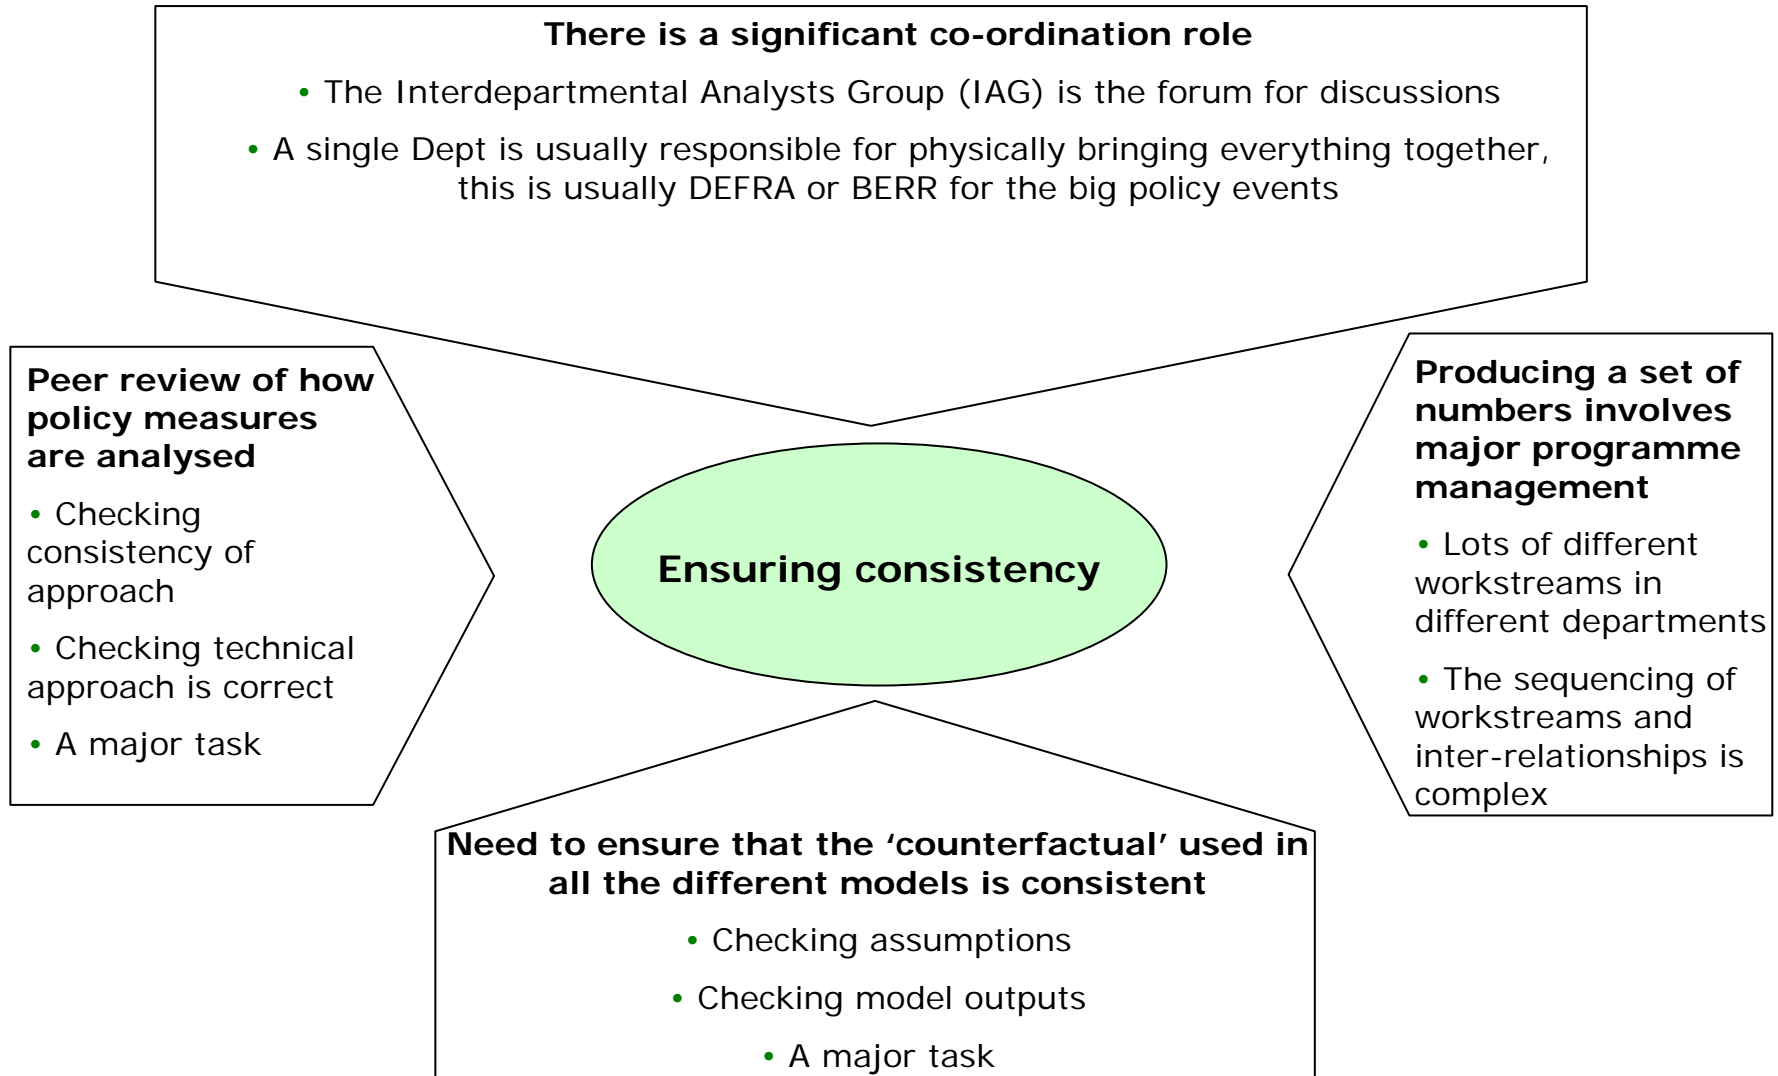 There is a significant co-ordination role
• The Interdepartmental Analysts Group (IAG) is the forum for discussions
• A single Dept is usually responsible for physically bringing everything together,
this is usually DEFRA or BERR for the big policy events
Peer review of how
policy measures
are analysed
• Checking
consistency of
approach
• Checking technical
approach is correct
• A major task
Ensuring consistency
Producing a set of
numbers involves
major programme
management
• Lots of different
workstreams in
different departments
• The sequencing of
workstreams and
inter-relationships is
complex
Need to ensure that the ‘counterfactual’ used in
all the different models is consistent
• Checking assumptions
• Checking model outputs
• A major task